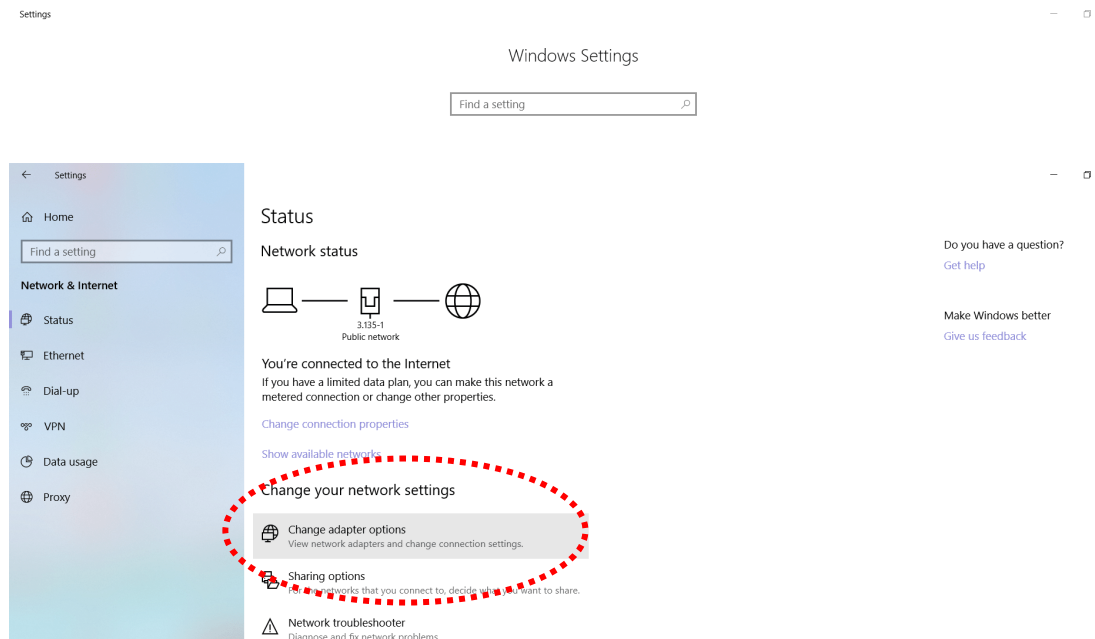 Settings
Windows Settings
Find a setting
Settings
Home
Find a setting
Network & Internet
Status
Ethernet
Dial-up
VPN
Data usage
Proxy
Status
Network status
3.135-1
Public network
You're connected to the Internet
If you have a limited data plan, you can make this network a
metered connection or change other properties.
Change connection properties
Show available networks
Change your network settings
Change adapter options
View network adapters and change connection settings.
Sharing options
For the networks that you connect to, decide what you want to share.
Network troubleshooter
Diagnose and fix network problems.
Do you have a question?
Get help
Make Windows better
Give us feedback